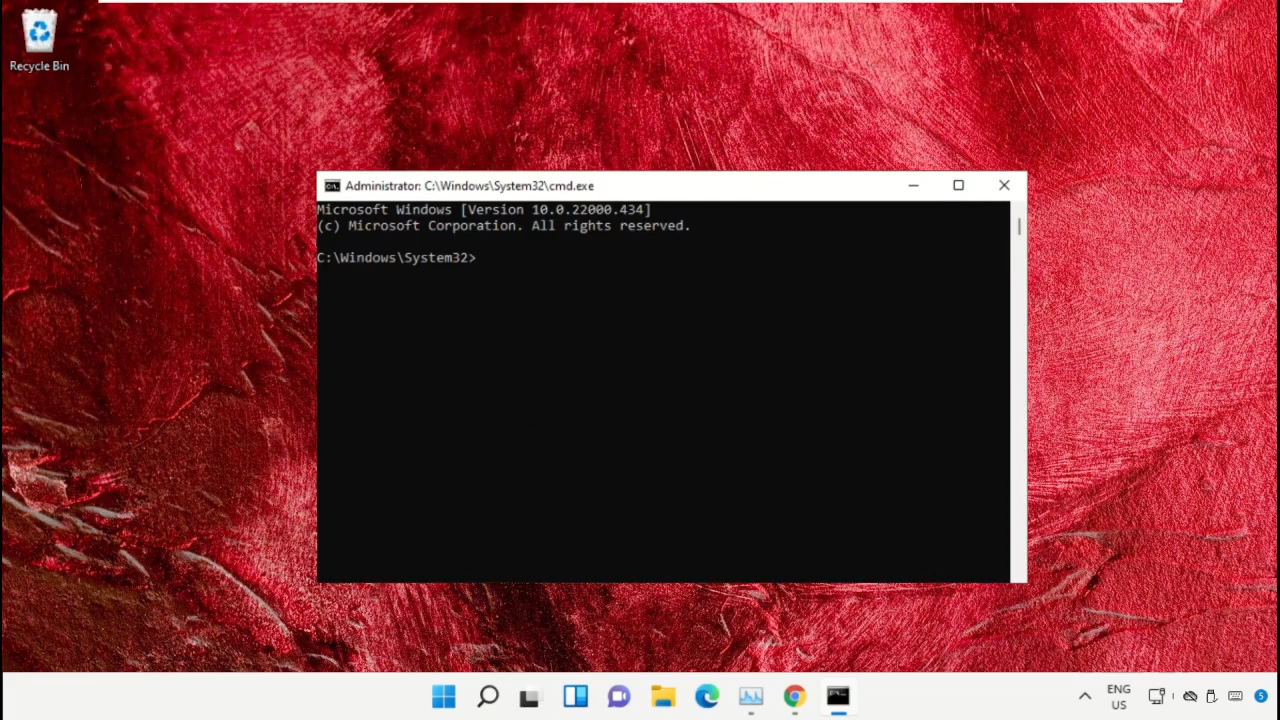 Recycle Bin
Administrator: C:\Windows\System32\cmd.exe
Microsoft Windows [Version 10.0.22000.434]
(c) Microsoft Corporation. All rights reserved.
C:\Windows\System32>
ENG
US
5